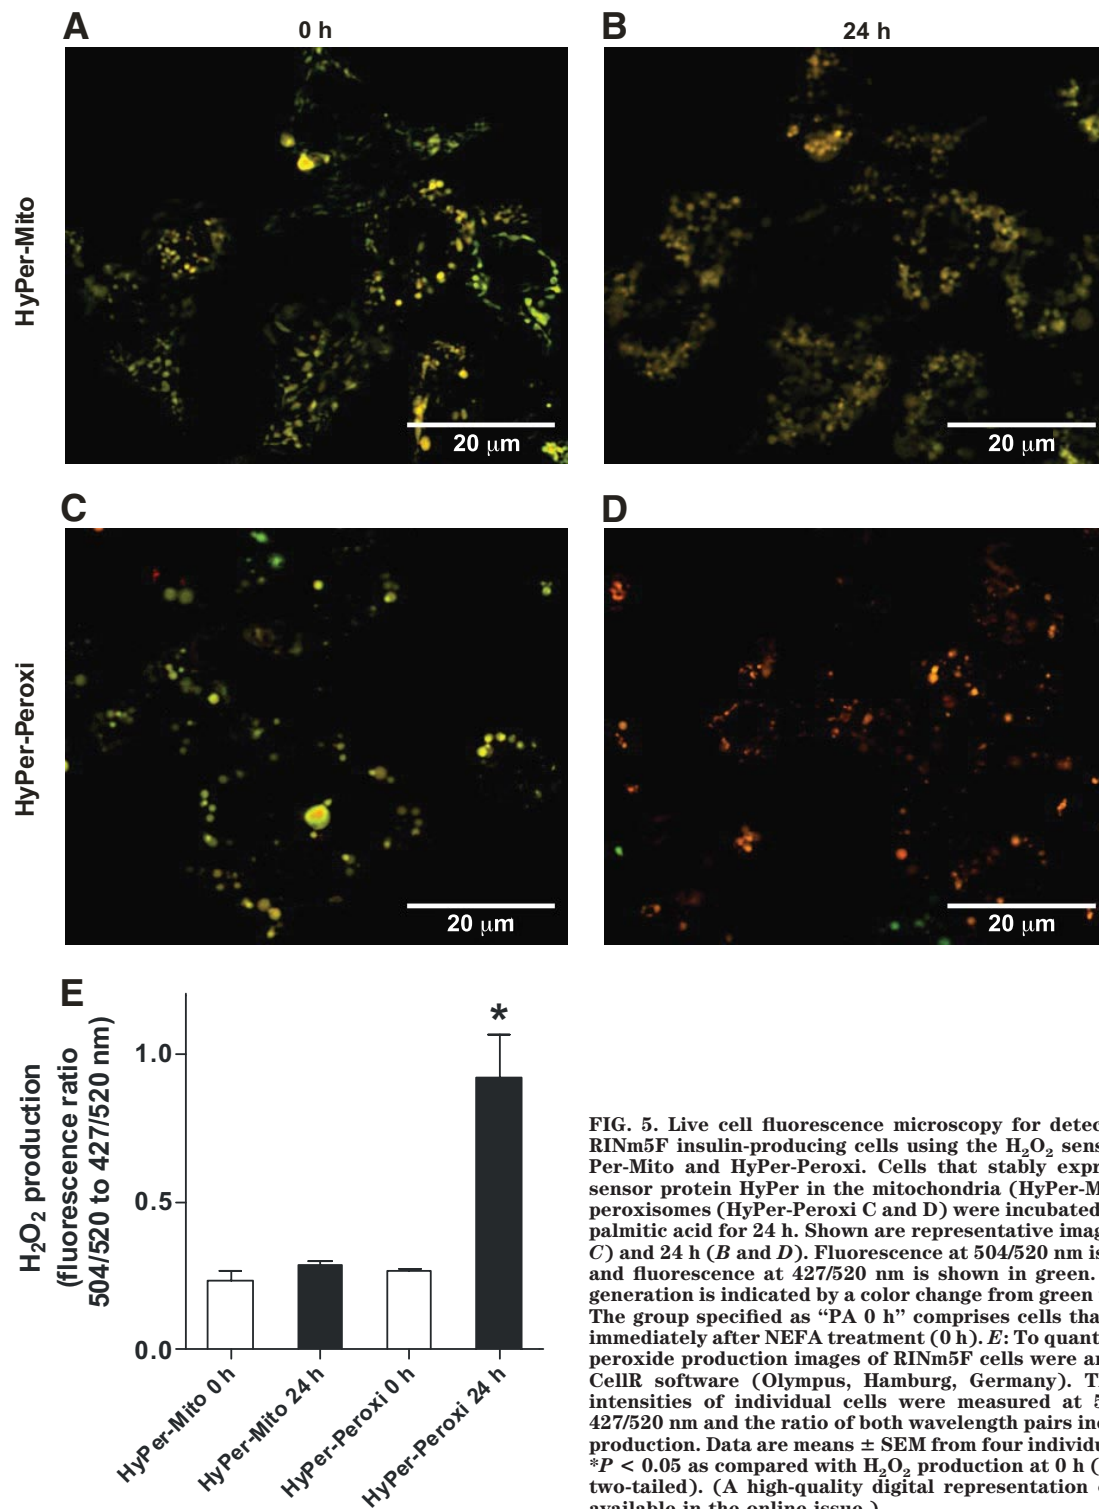 A
0 h
B
24 h
HyPer-Mito
20 μm
20 μm
C
D
HyPer-Peroxi
20 μm
20 μm
E
H₂O₂ production
(fluorescence ratio
504/520 to 427/520 nm)
1.0
0.5
0.0
*
HyPer-Mito 0 h
HyPer-Mito 24 h
HyPer-Peroxi 0 h
HyPer-Peroxi 24 h
FIG. 5. Live cell fluorescence microscopy for detec
RINm5F insulin-producing cells using the H₂O₂ sens
Per-Mito and HyPer-Peroxi. Cells that stably expr
sensor protein HyPer in the mitochondria (HyPer-M
peroxisomes (HyPer-Peroxi C and D) were incubated
palmitic acid for 24 h. Shown are representative imag
C) and 24 h (B and D). Fluorescence at 504/520 nm is
and fluorescence at 427/520 nm is shown in green.
generation is indicated by a color change from green
The group specified as “PA 0 h” comprises cells tha
immediately after NEFA treatment (0 h). E: To quant
peroxide production images of RINm5F cells were a
CellR software (Olympus, Hamburg, Germany). T
intensities of individual cells were measured at 5
427/520 nm and the ratio of both wavelength pairs in
production. Data are means ± SEM from four individu
*P < 0.05 as compared with H₂O₂ production at 0 h (
two-tailed). (A high-quality digital representation
available in the online issue.)